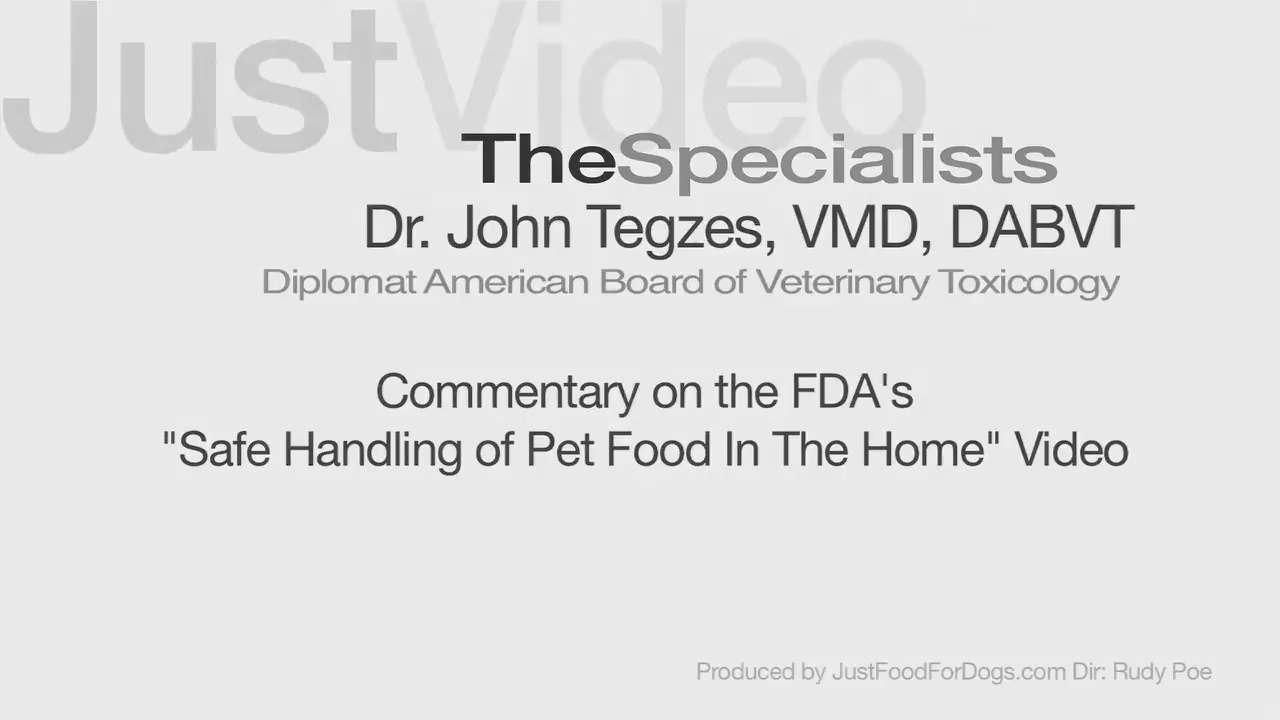 JustVideo
TheSpecialists
Dr. John Tegzes, VMD, DABVT
Diplomat American Board of Veterinary Toxicology
Commentary on the FDA's
"Safe Handling of Pet Food In The Home" Video
Produced by JustFoodForDogs.com Dir: Rudy Poe